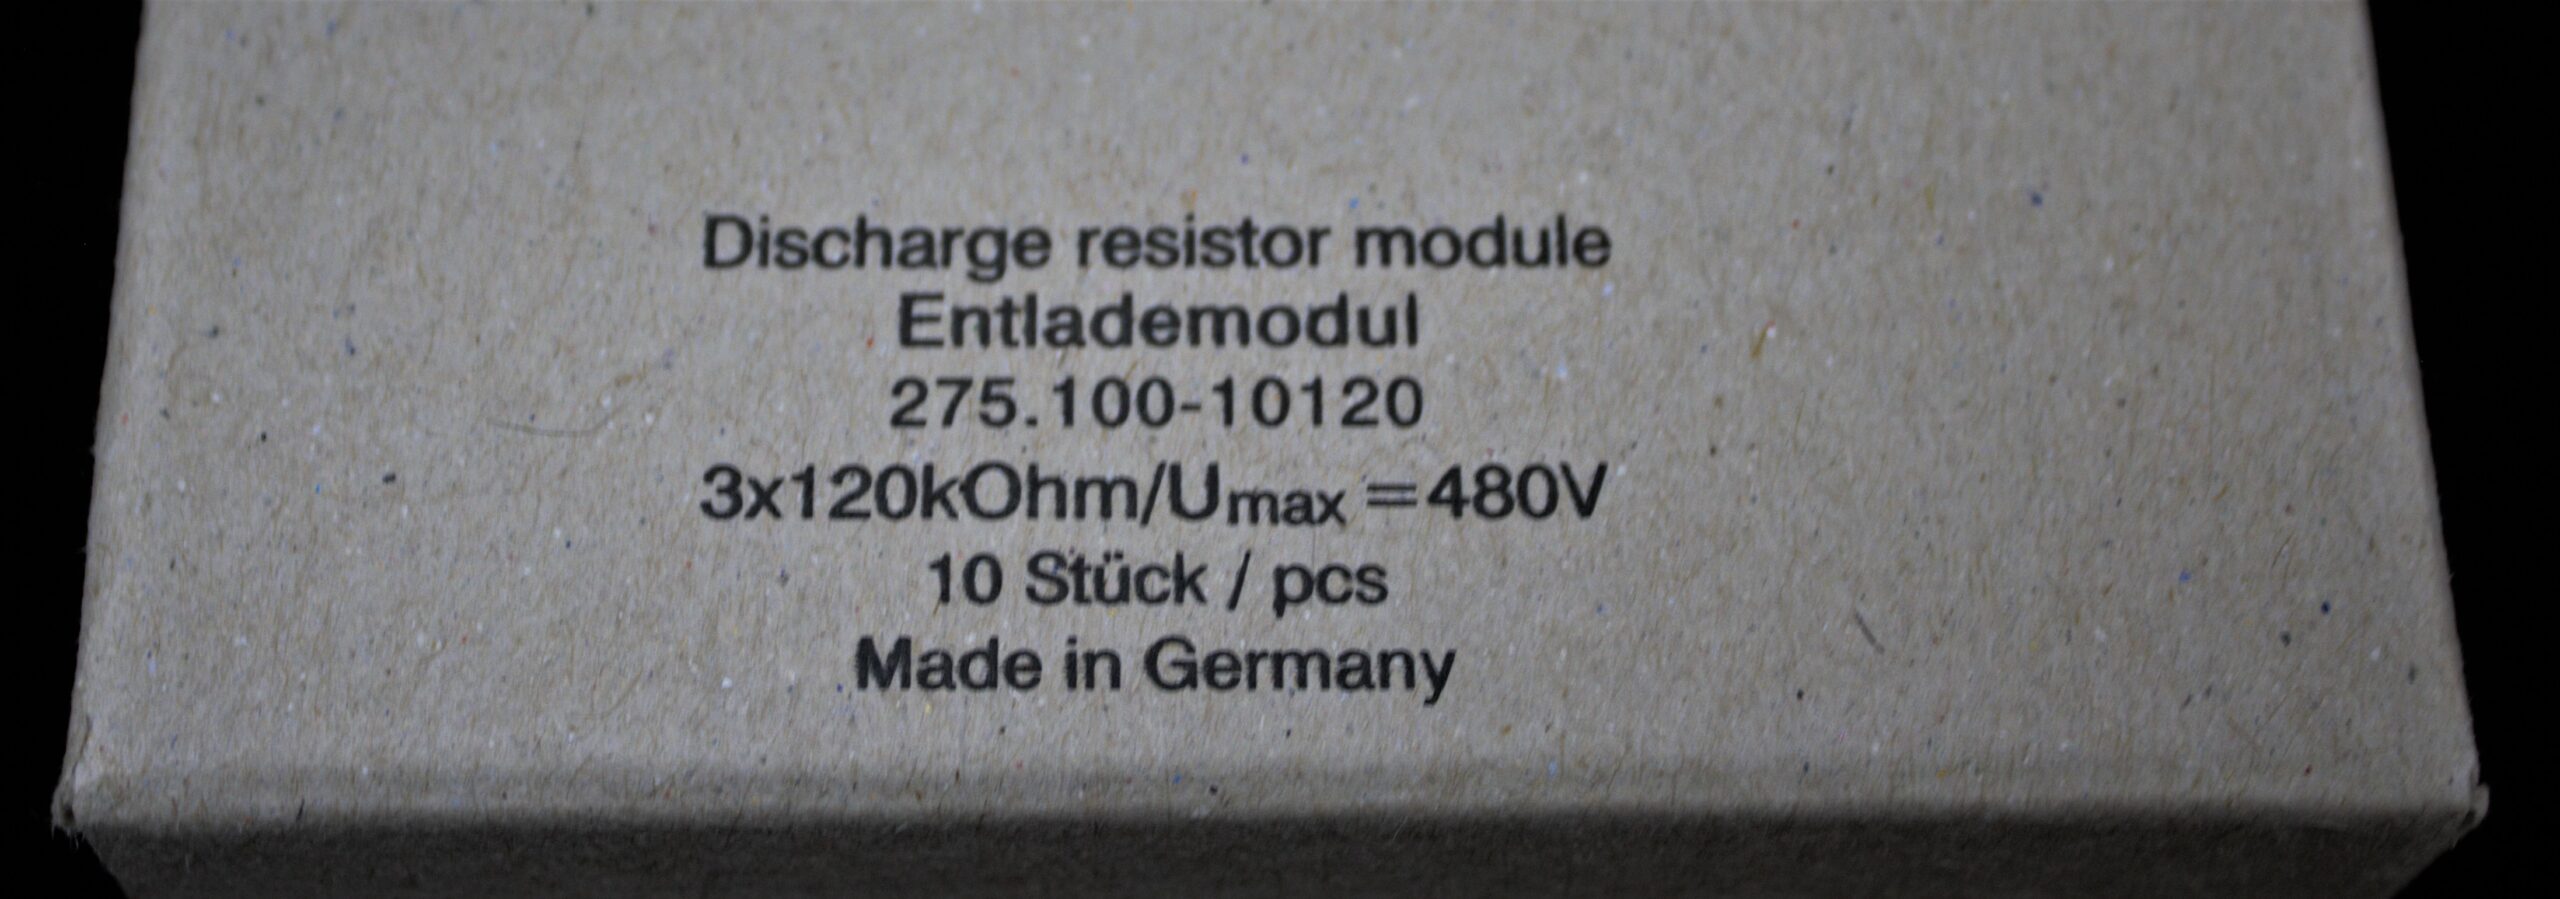 Discharge resistor module
Entlademodul
275.100-10120
3x120kOhm/Umax =480V
10 Stück / pcs
Made in Germany